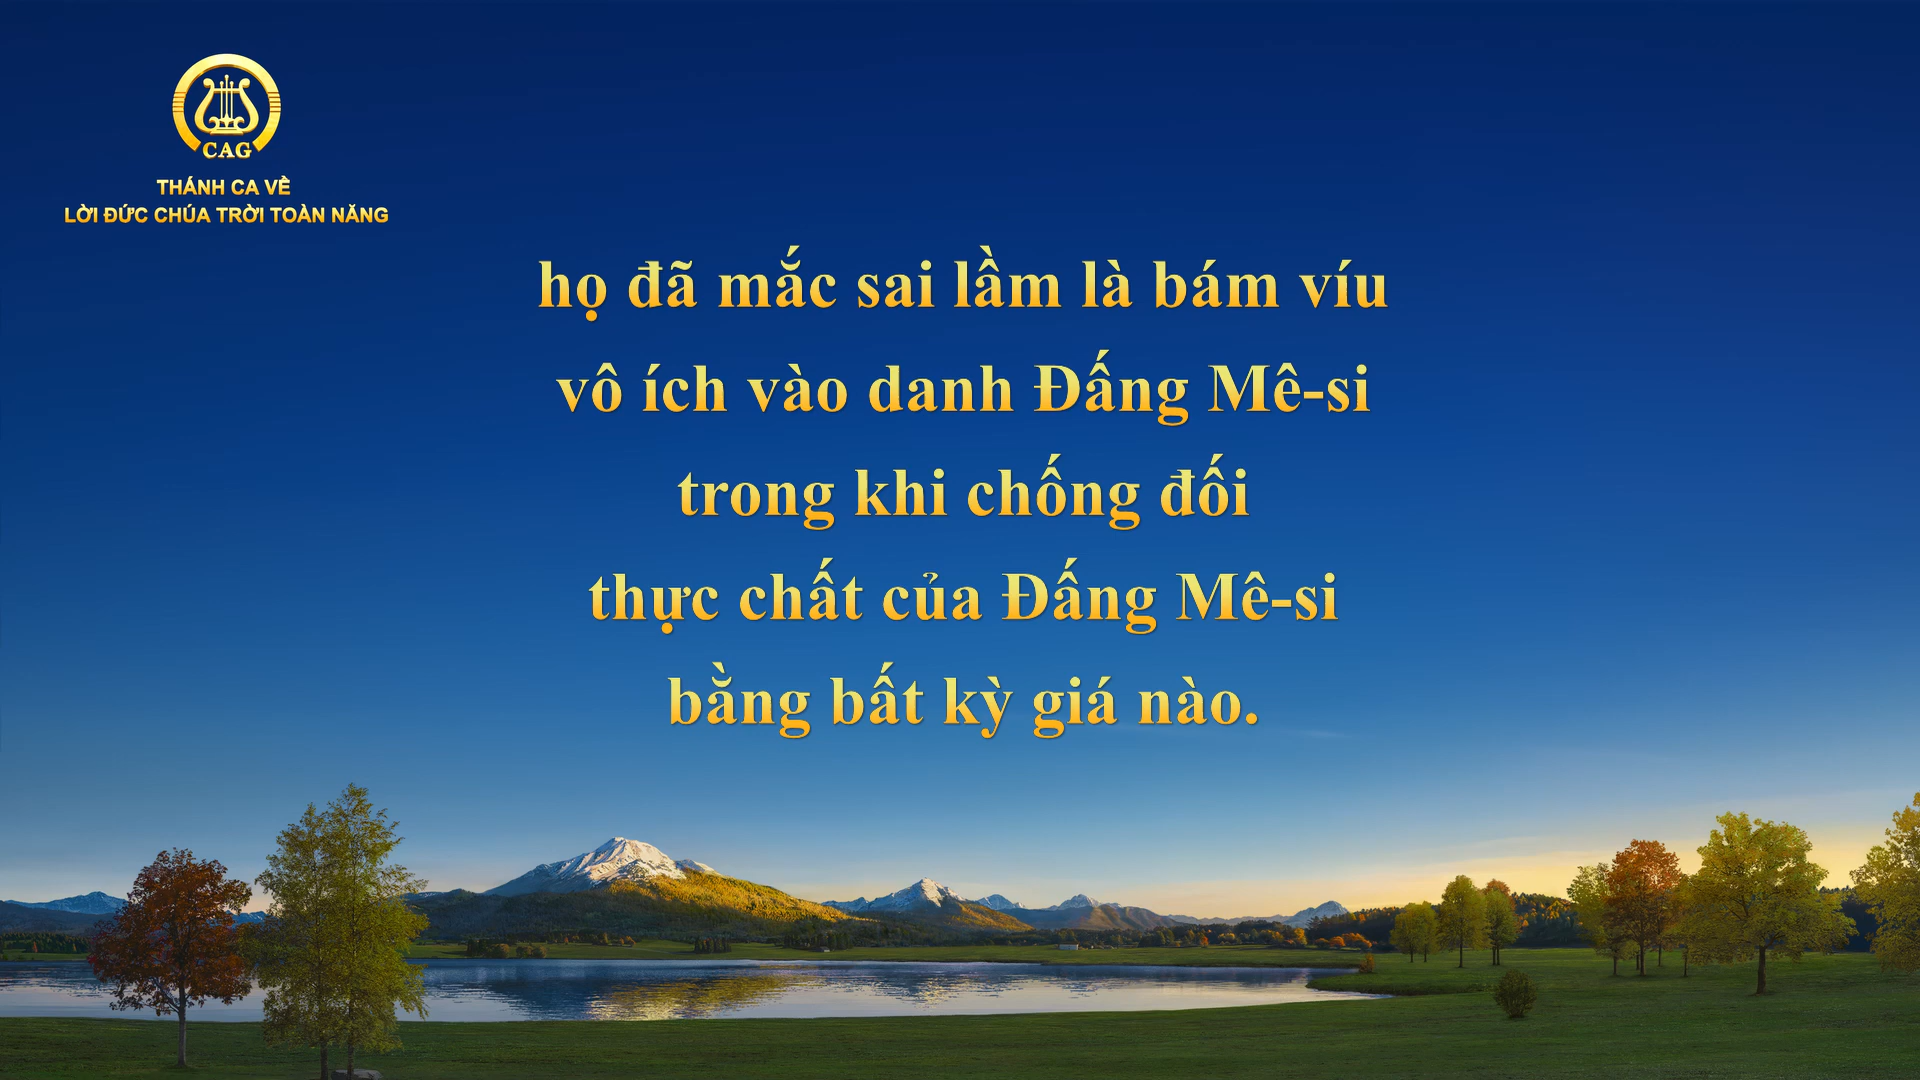 CAG
THÁNH CA VỀ
LỜI ĐỨC CHÚA TRỜI TOÀN NĂNG
họ đã mắc sai lầm là bám víu
vô ích vào danh Đấng Mê-si
trong khi chống đối
thực chất của Đấng Mê-si
bằng bất kỳ giá nào.